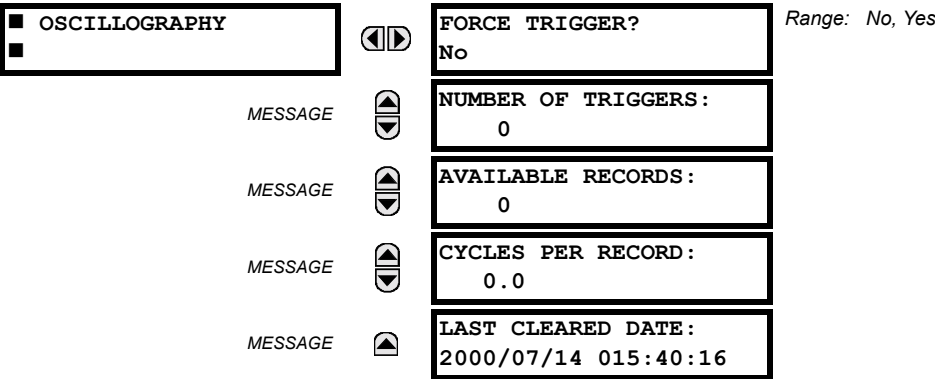 ■ OSCILLOGRAPHY
■
FORCE TRIGGER?
No
Range: No, Yes
MESSAGE
NUMBER OF TRIGGERS:
0
MESSAGE
AVAILABLE RECORDS:
0
MESSAGE
CYCLES PER RECORD:
0.0
MESSAGE
LAST CLEARED DATE:
2000/07/14 015:40:16